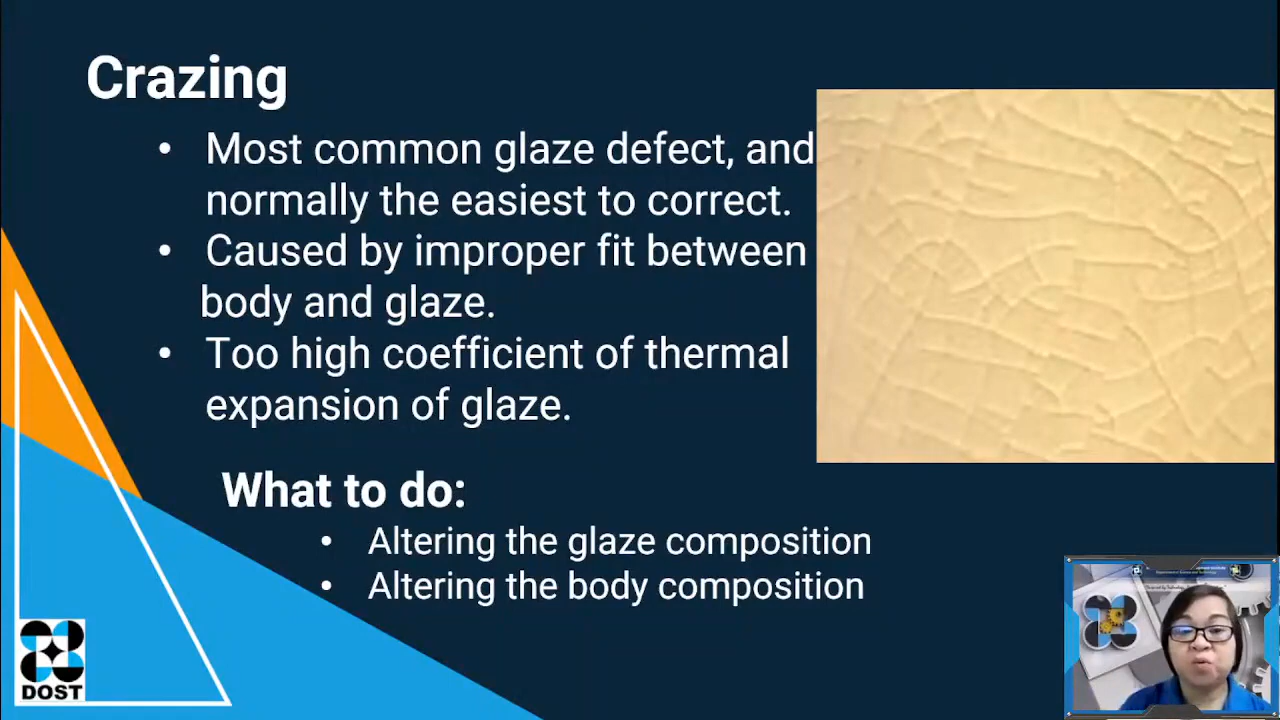 Crazing
• Most common glaze defect, and
normally the easiest to correct.
• Caused by improper fit between
body and glaze.
• Too high coefficient of thermal
expansion of glaze.
What to do:
• Altering the glaze composition
• Altering the body composition
DOST